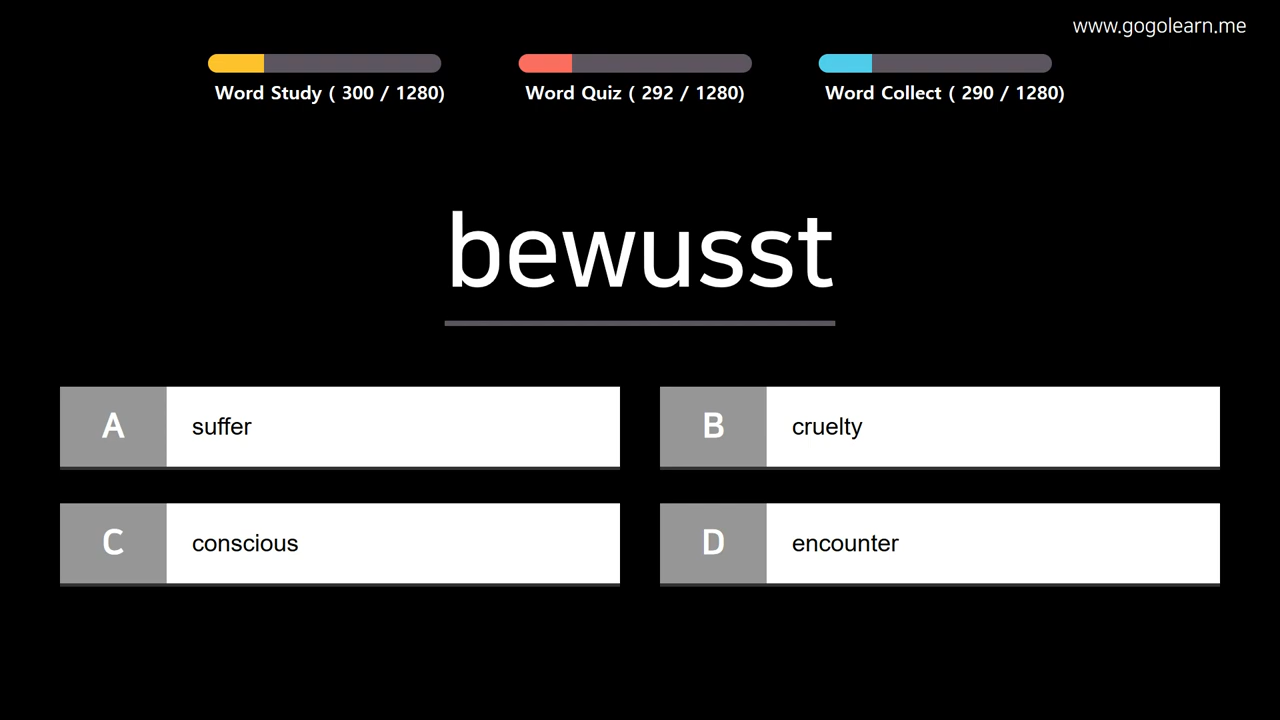 www.gogolearn.me
Word Study ( 300 / 1280)
Word Quiz ( 292 / 1280)
Word Collect ( 290 / 1280)
bewusst
A suffer
B cruelty
C conscious
D encounter